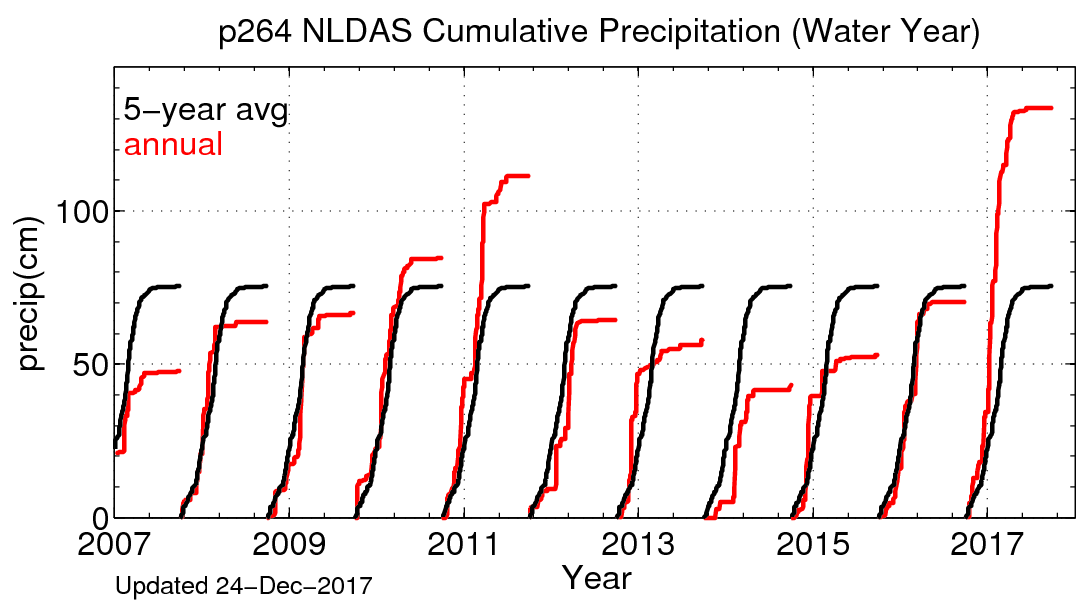 p264 NLDAS Cumulative Precipitation (Water Year)
5−year avg
annual
precip(cm)
100
50
0
2007 2009 2011 2013 2015 2017
Year
Updated 24−Dec−2017